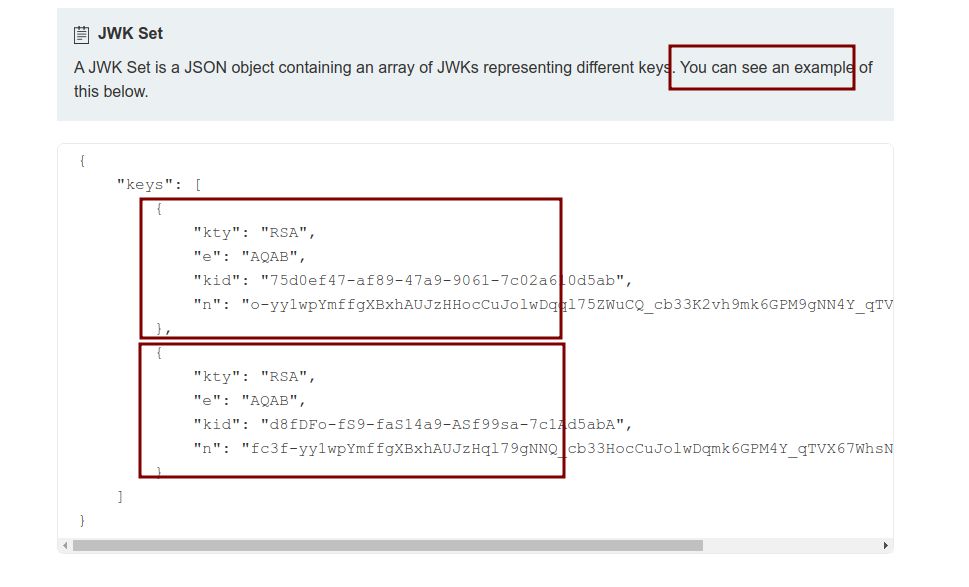 JWK Set
A JWK Set is a JSON object containing an array of JWKs representing different keys. You can see an example of
this below.
{
"keys": [
{
"kty": "RSA",
"e": "AQAB",
"kid": "75d0ef47-af89-47a9-9061-7c02a610d5ab",
"n": "o-yy1wpYmffgXBxhAUJzHHocCuJolwDqql75ZWuCQ_cb33K2vh9mk6GPM9gNN4Y_qTV
},
{
"kty": "RSA",
"e": "AQAB",
"kid": "d8fDFo-fS9-faS14a9-ASf99sa-7c1Ad5abA",
"n": "fc3f-yy1wpYmffgXBxhAUJzHql79gNNQ_cb33HocCuJolwDqmk6GPM4Y_qTVX67WhsN
}
]
}